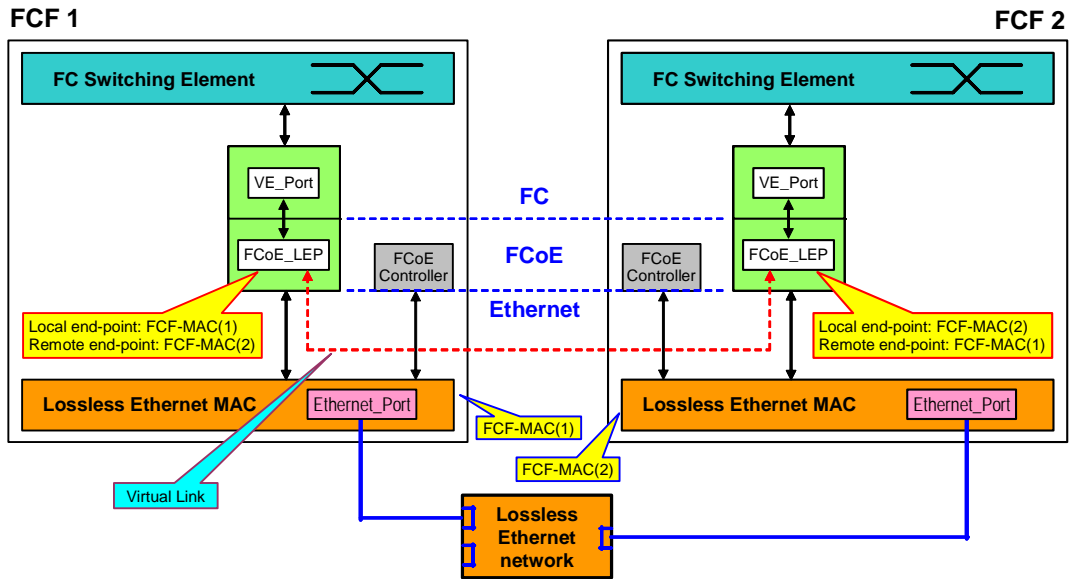 FCF 1
FCF 2
FC Switching Element
FC Switching Element
VE_Port
VE_Port
FC
FCoE_LEP
FCoE
Controller
FCoE
FCoE
Controller
FCoE_LEP
Ethernet
Local end-point: FCF-MAC(1)
Remote end-point: FCF-MAC(2)
Local end-point: FCF-MAC(2)
Remote end-point: FCF-MAC(1)
Lossless Ethernet MAC
Ethernet_Port
Lossless Ethernet MAC
Ethernet_Port
FCF-MAC(1)
FCF-MAC(2)
Virtual Link
Lossless
Ethernet
network